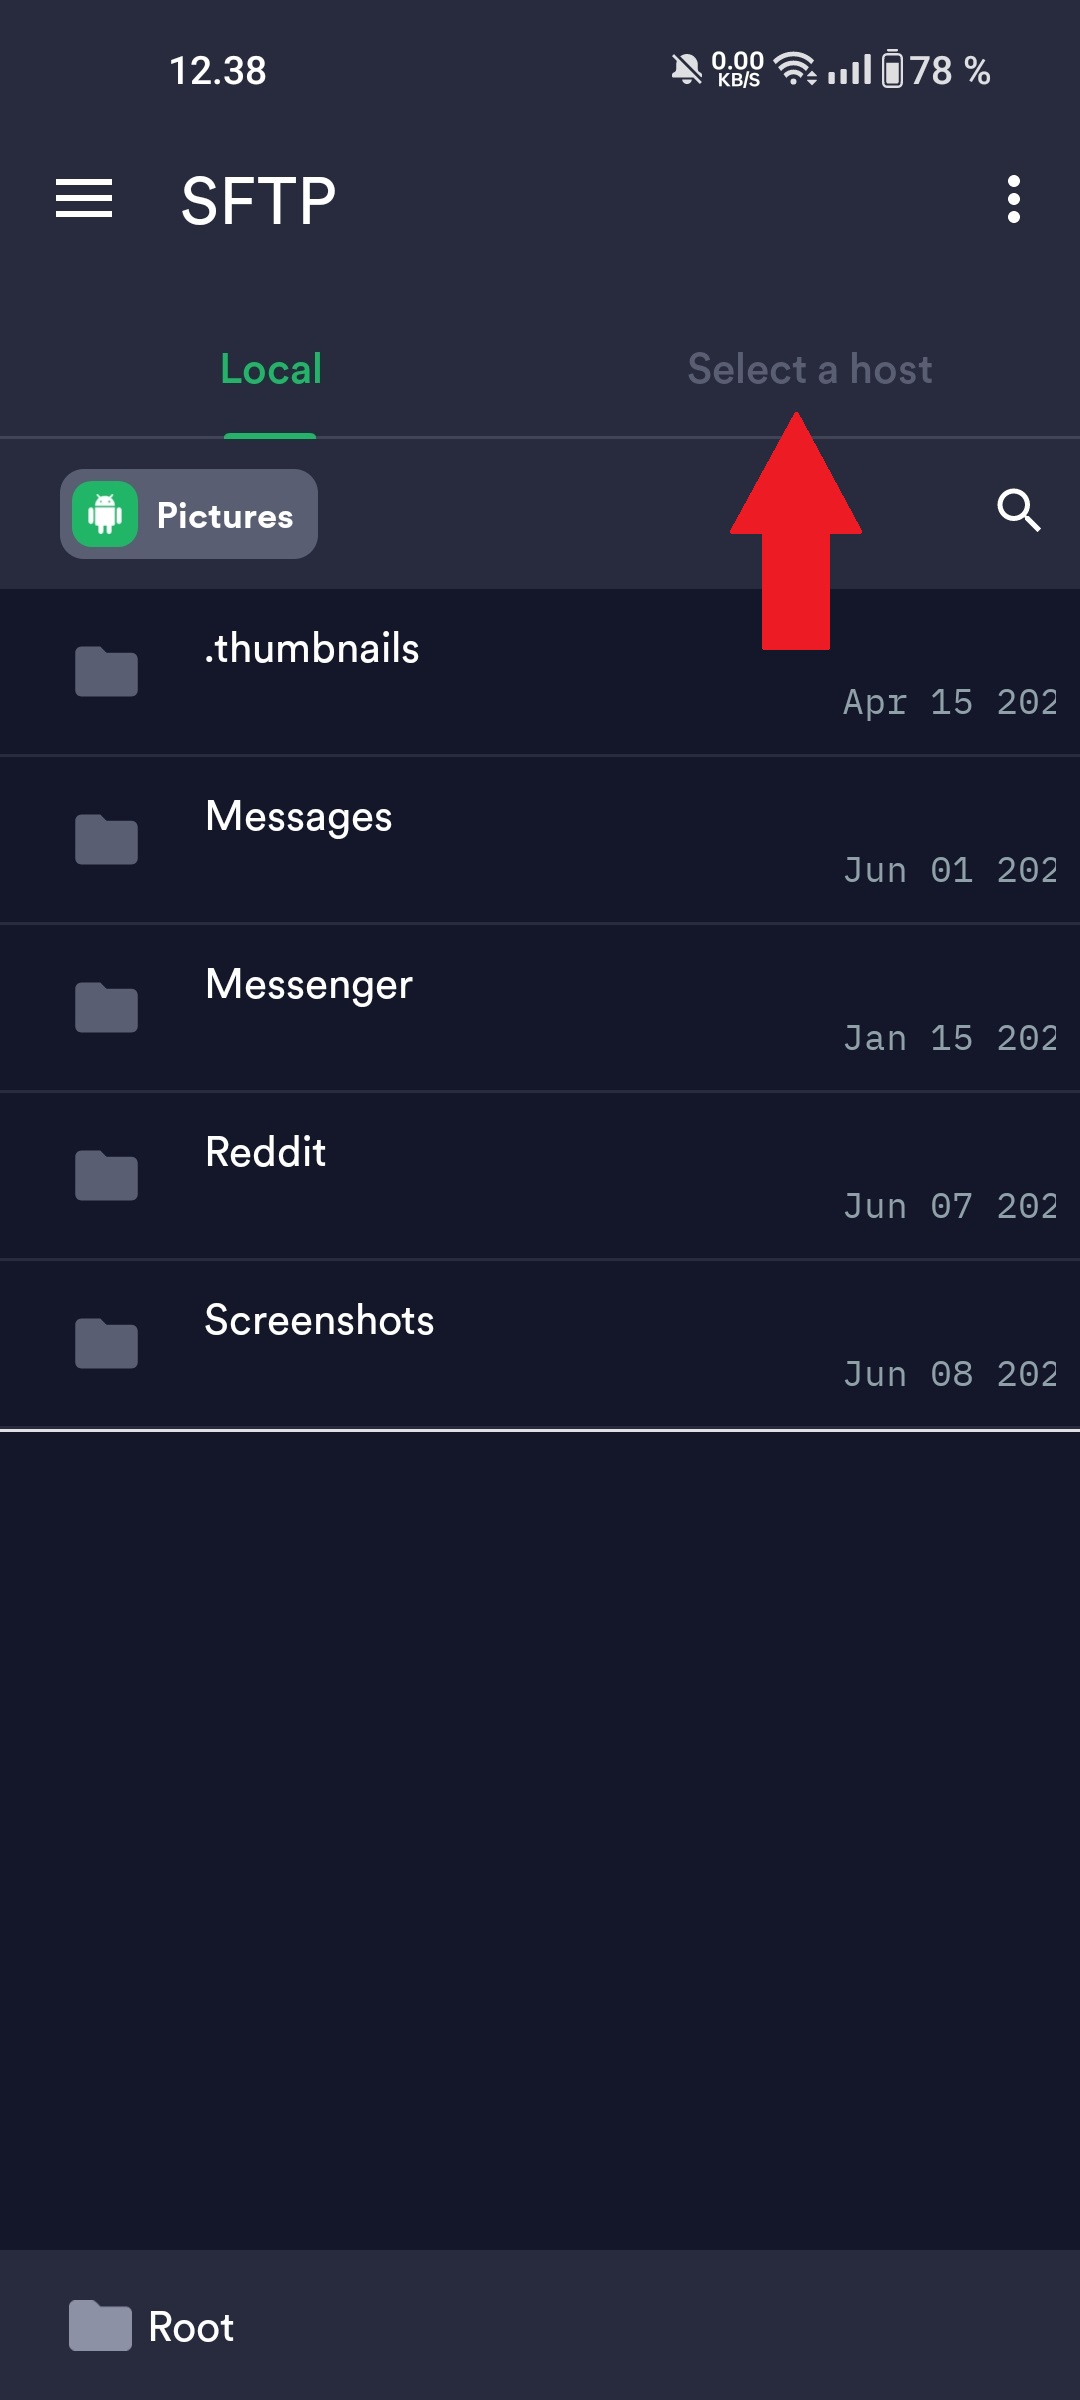 12.38
0.00
KB/S
78 %
SFTP
Local
Select a host
Pictures
.thumbnails
Apr 15 202
Messages
Jun 01 202
Messenger
Jan 15 202
Reddit
Jun 07 202
Screenshots
Jun 08 202
Root